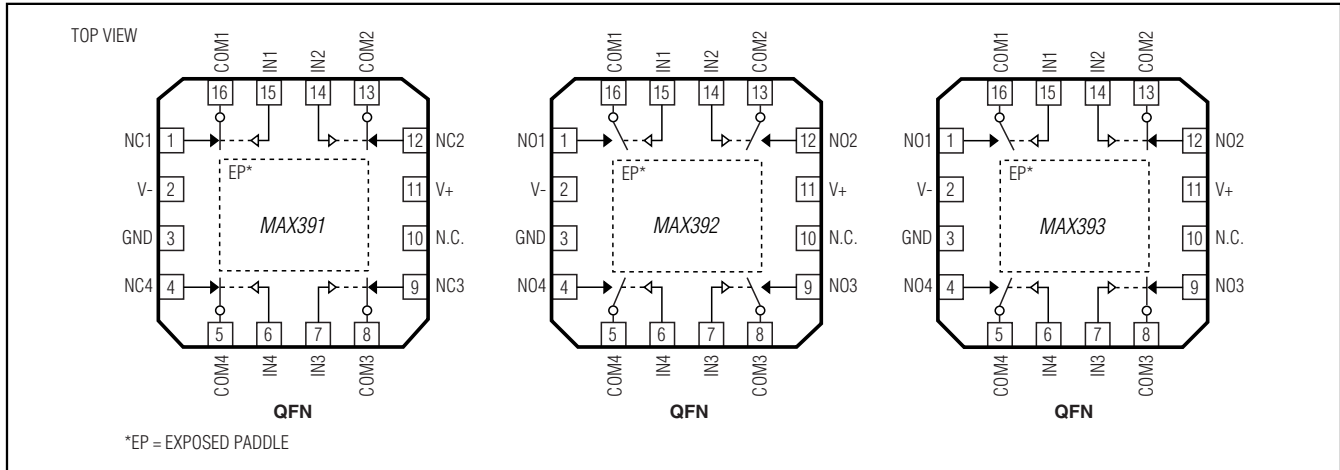 TOP VIEW
COM1 IN1 IN2 COM2
16 15 14 13
NC1 1 12 NC2
EP*
V- 2 11 V+
MAX391
GND 3 10 N.C.
NC4 4 9 NC3
5 6 7 8
COM4 IN4 IN3 COM3
QFN
COM1 IN1 IN2 COM2
16 15 14 13
NO1 1 12 NO2
EP*
V- 2 11 V+
MAX392
GND 3 10 N.C.
NO4 4 9 NO3
5 6 7 8
COM4 IN4 IN3 COM3
QFN
COM1 IN1 IN2 COM2
16 15 14 13
NO1 1 12 NO2
EP*
V- 2 11 V+
MAX393
GND 3 10 N.C.
NO4 4 9 NO3
5 6 7 8
COM4 IN4 IN3 COM3
QFN
*EP = EXPOSED PADDLE